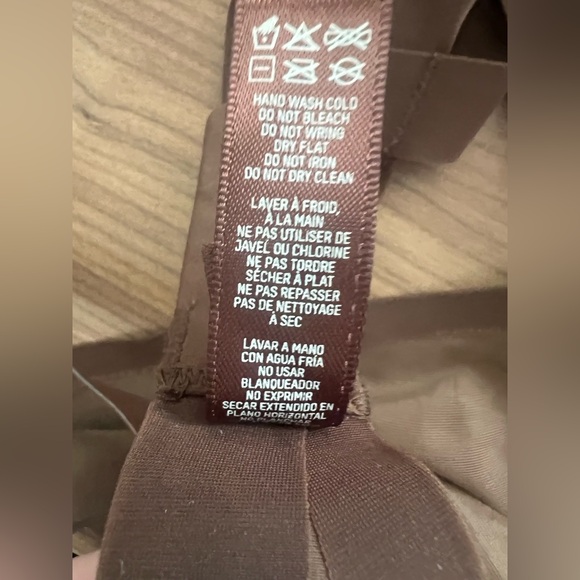 HAND WASH COLD
DO NOT BLEACH
DO NOT WRING
DRY FLAT
DO NOT IRON
DO NOT DRY CLEAN
LAVER À FROID,
À LA MAIN
NE PAS UTILISER DE
JAVEL OU CHLORINE
NE PAS TORDRE
SÉCHER À PLAT
NE PAS REPASSER
PAS DE NETTOYAGE
À SEC
LAVAR A MANO
CON AGUA FRÍA
NO USAR
BLANQUEADOR
NO EXPRIMIR
SECAR EXTENDIDO EN
PLANO HORIZONTAL
NO PLANCHAR